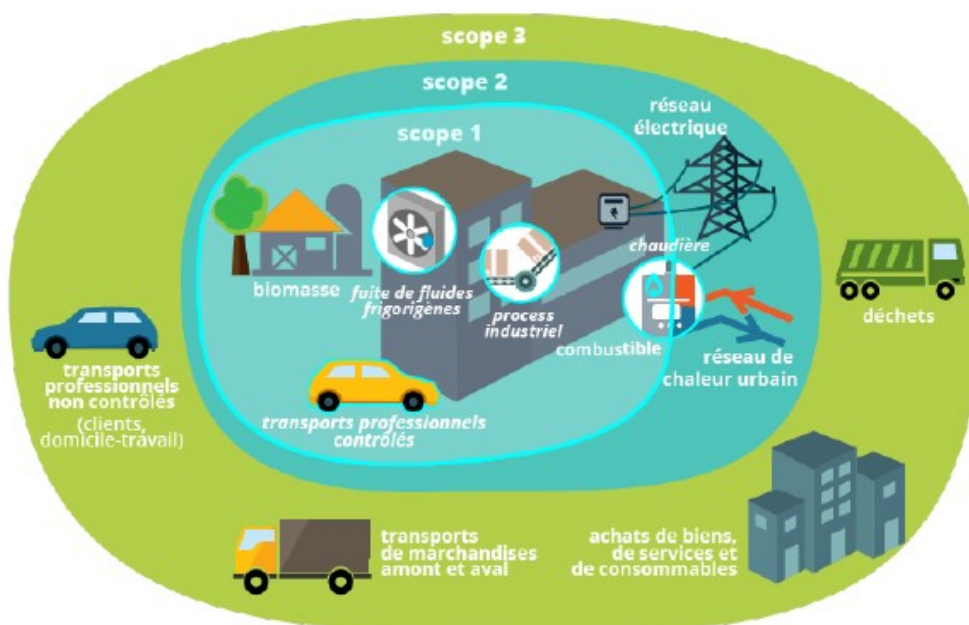 scope 3
scope 2
scope 1
réseau
électrique
chaudière
biomasse
fuite de fluides
frigorigènes
process
industriel
combustible
réseau de
chaleur urbain
déchets
transports
professionnels
non contrôlés
(clients,
domicile-travail)
transports professionnels
contrôlés
transports
de marchandises
amont et aval
achats de biens,
de services et
de consommables